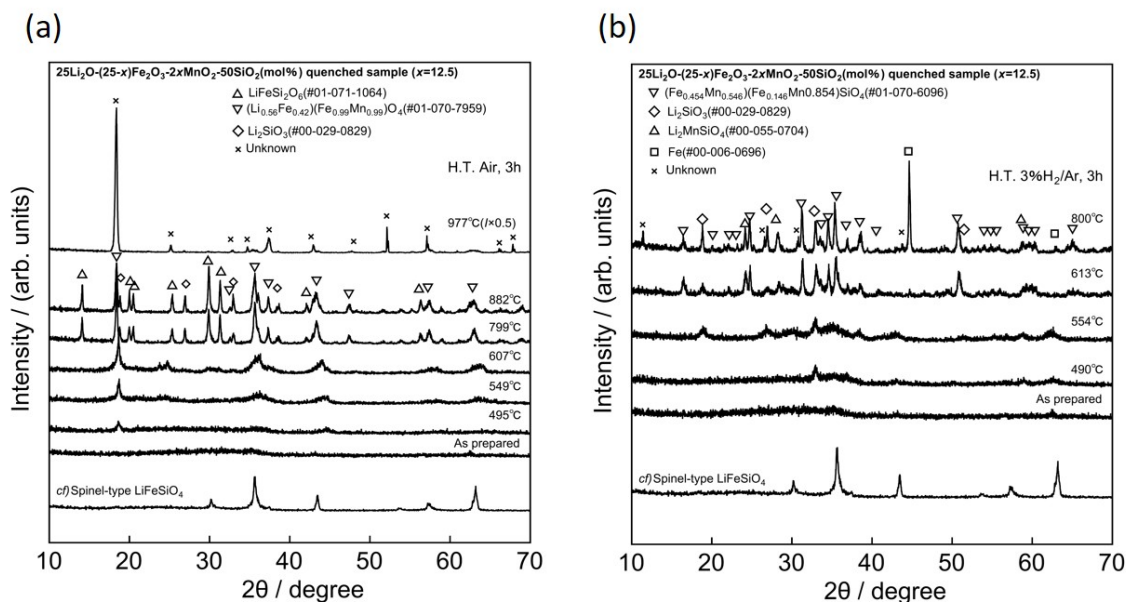 (a)
25Li₂O-(25-x)Fe₂O₃-2xMnO₂-50SiO₂(mol%) quenched sample (x=12.5)
△ LiFeSi₂O₆(#01-071-1064)
▽ (Li₀.₅₆Fe₀.₄₂)(Fe₀.₉₉Mn₀.₉₉)O₄(#01-070-7959)
◇ Li₂SiO₃(#00-029-0829)
× Unknown
H.T. Air, 3h
977℃(I×0.5)
882℃
799℃
607℃
549℃
495℃
As prepared
cf)Spinel-type LiFeSiO₄
Intensity / (arb. units)
10 20 30 40 50 60 70
2θ / degree
(b)
25Li₂O-(25-x)Fe₂O₃-2xMnO₂-50SiO₂(mol%) quenched sample (x=12.5)
▽ (Fe₀.₄₅₄Mn₀.₅₄₆)(Fe₀.₁₄₆Mn0.854)SiO₄(#01-070-6096)
◇ Li₂SiO₃(#00-029-0829)
△ Li₂MnSiO₄(#00-055-0704)
□ Fe(#00-006-0696)
× Unknown
H.T. 3%H₂/Ar, 3h
800℃
613℃
554℃
490℃
As prepared
cf)Spinel-type LiFeSiO₄
Intensity / (arb. units)
10 20 30 40 50 60 70
2θ / degree